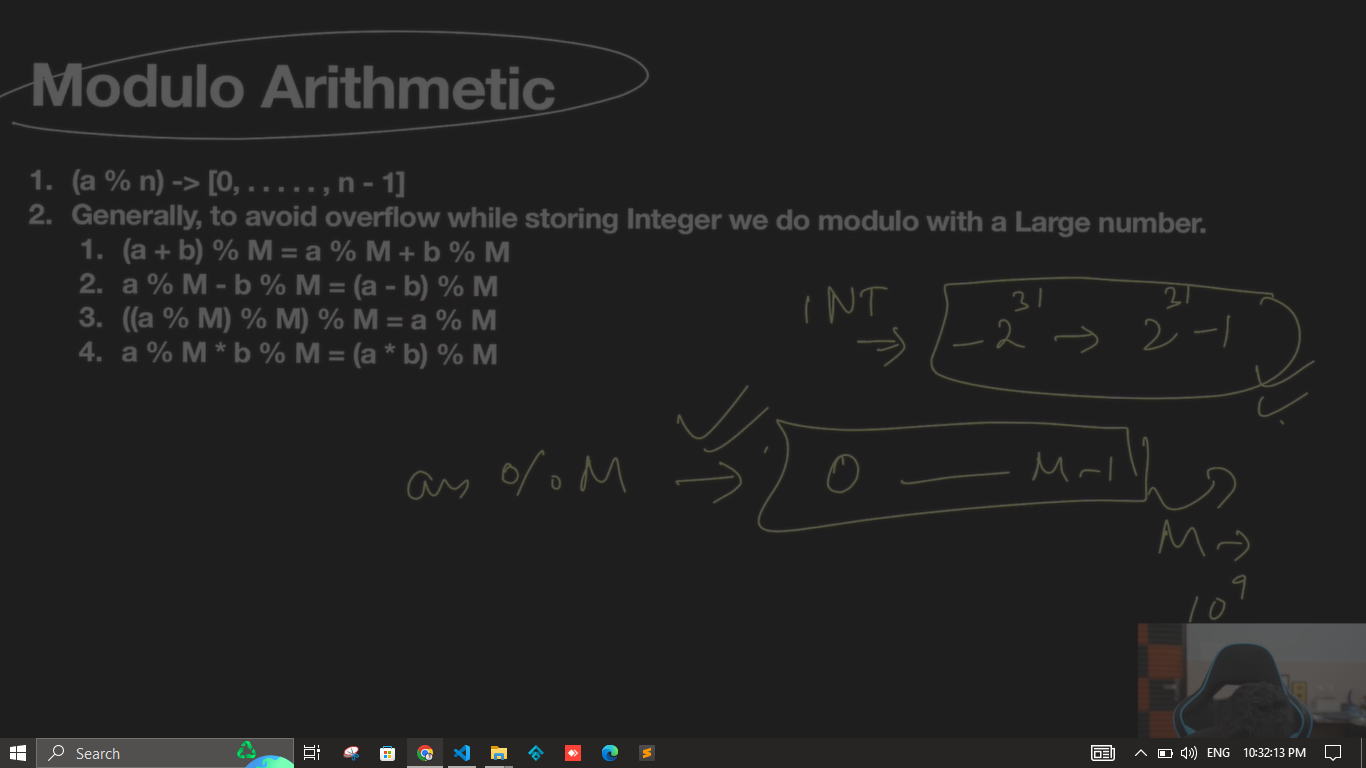 Modulo Arithmetic
1. (a % n) -> [0, . . . . . , n - 1]
2. Generally, to avoid overflow while storing Integer we do modulo with a Large number.
1. (a + b) % M = a % M + b % M
2. a % M - b % M = (a - b) % M
3. ((a % M) % M) % M = a % M
4. a % M * b % M = (a * b) % M
INT → -2^31 → 2^31 - 1
ans % M → 0 — M-1
M →
10^9
Search
ENG
10:32:13 PM